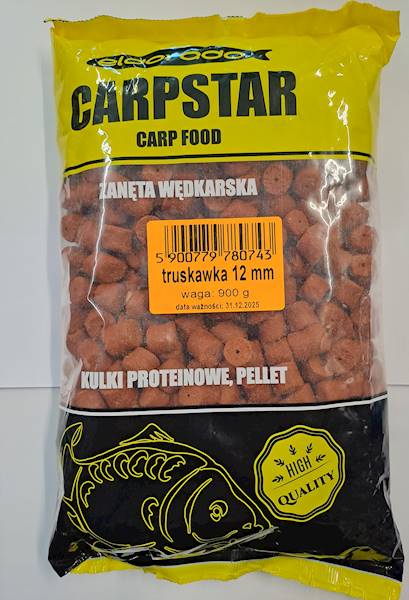 eldorado
CARPSTAR
CARP FOOD
ZANĘTA WĘDKARSKA
5 900779 780743
truskawka 12 mm
waga: 900 g
data ważności: 31.12.2025
KULKI PROTEINOWE, PELLET
HIGH
QUALITY